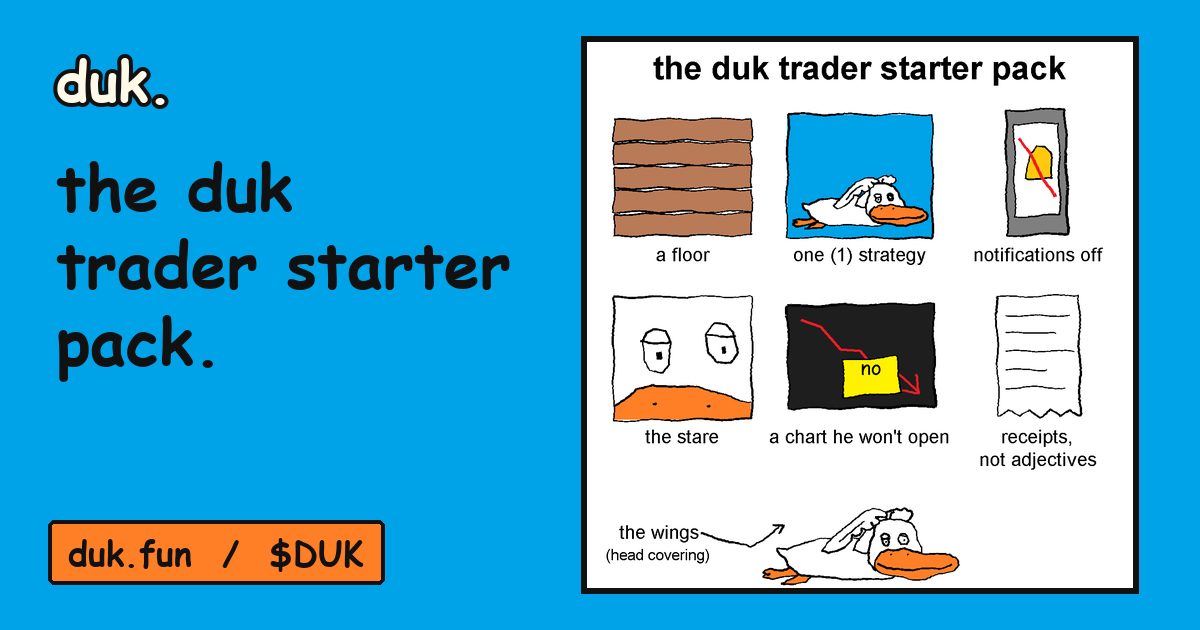 duk.
the duk
trader starter
pack.
duk.fun / $DUK
the duk trader starter pack
a floor
one (1) strategy
notifications off
no
the stare
a chart he won't open
receipts,
not adjectives
the wings
(head covering)